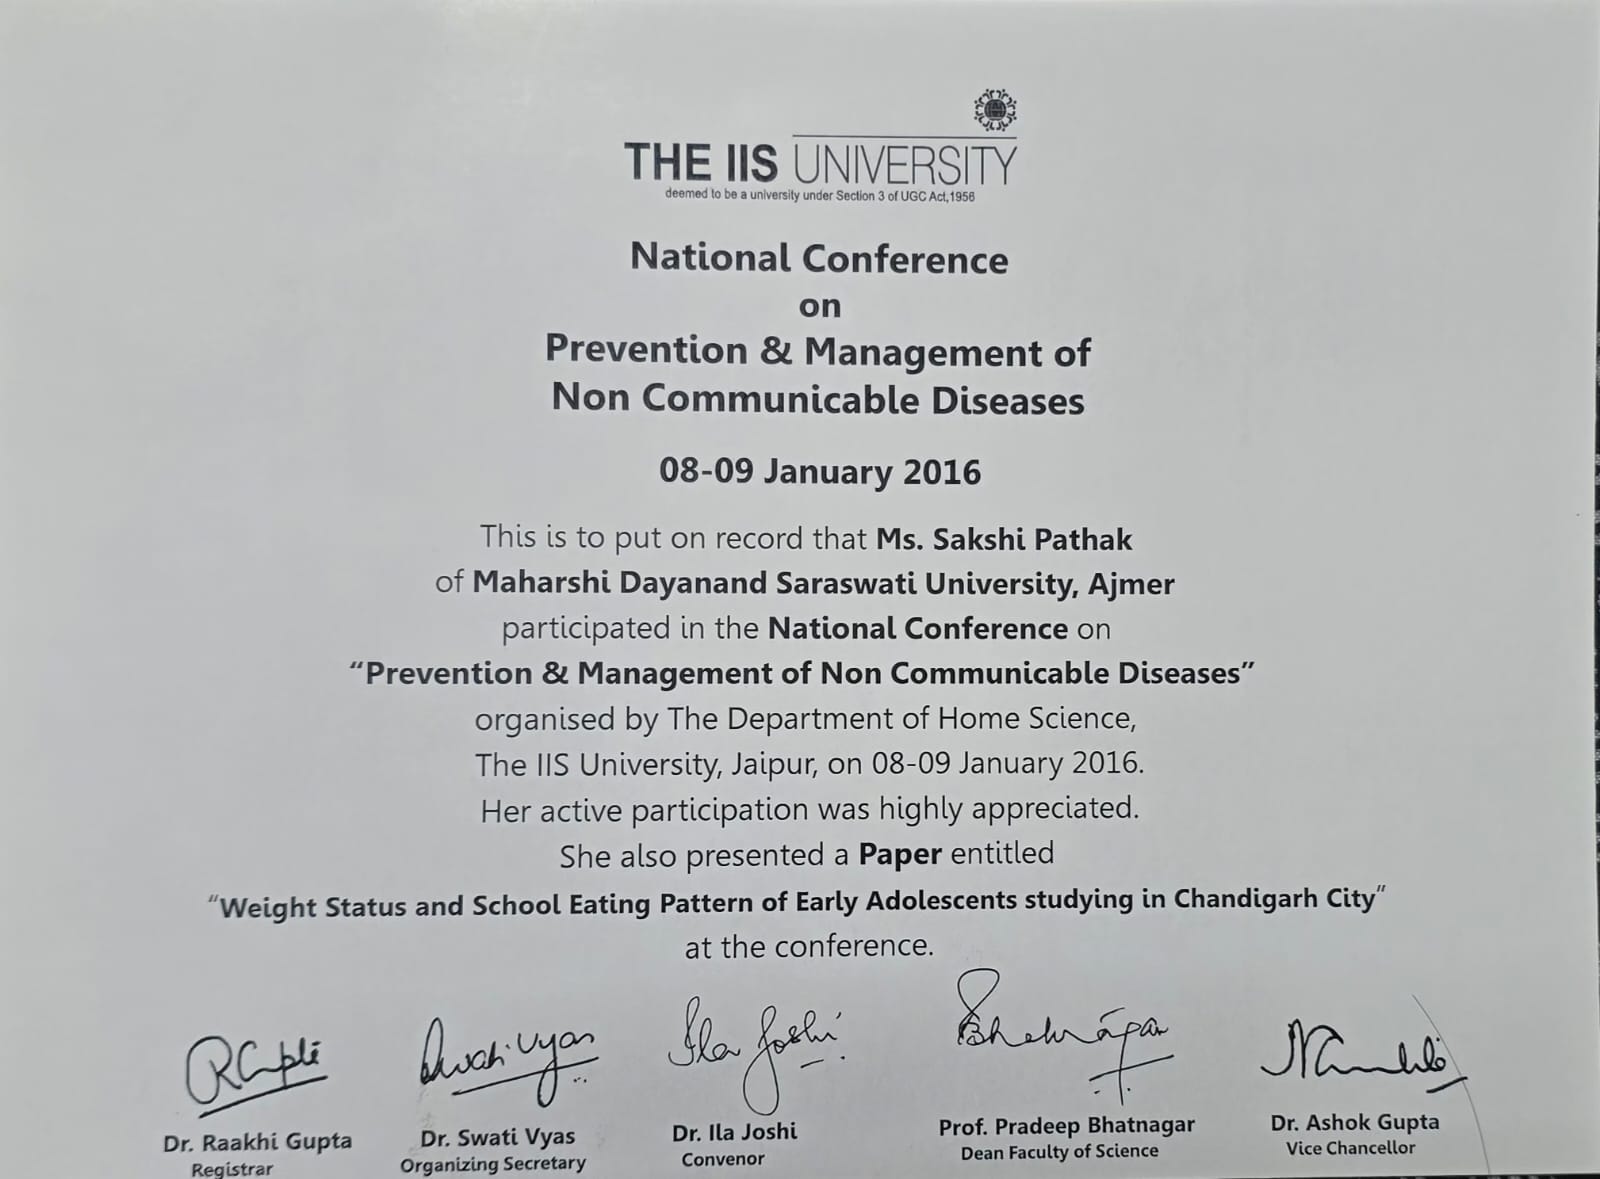 THE IIS UNIVERSITY
deemed to be a university under Section 3 of UGC Act,1956
National Conference
on
Prevention & Management of
Non Communicable Diseases
08-09 January 2016
This is to put on record that Ms. Sakshi Pathak
of Maharshi Dayanand Saraswati University, Ajmer
participated in the National Conference on
“Prevention & Management of Non Communicable Diseases”
organised by The Department of Home Science,
The IIS University, Jaipur, on 08-09 January 2016.
Her active participation was highly appreciated.
She also presented a Paper entitled
“Weight Status and School Eating Pattern of Early Adolescents studying in Chandigarh City”
at the conference.
Swati Vyas Ila Joshi
Dr. Raakhi Gupta Dr. Swati Vyas Dr. Ila Joshi Prof. Pradeep Bhatnagar Dr. Ashok Gupta
Registrar Organizing Secretary Convenor Dean Faculty of Science Vice Chancellor